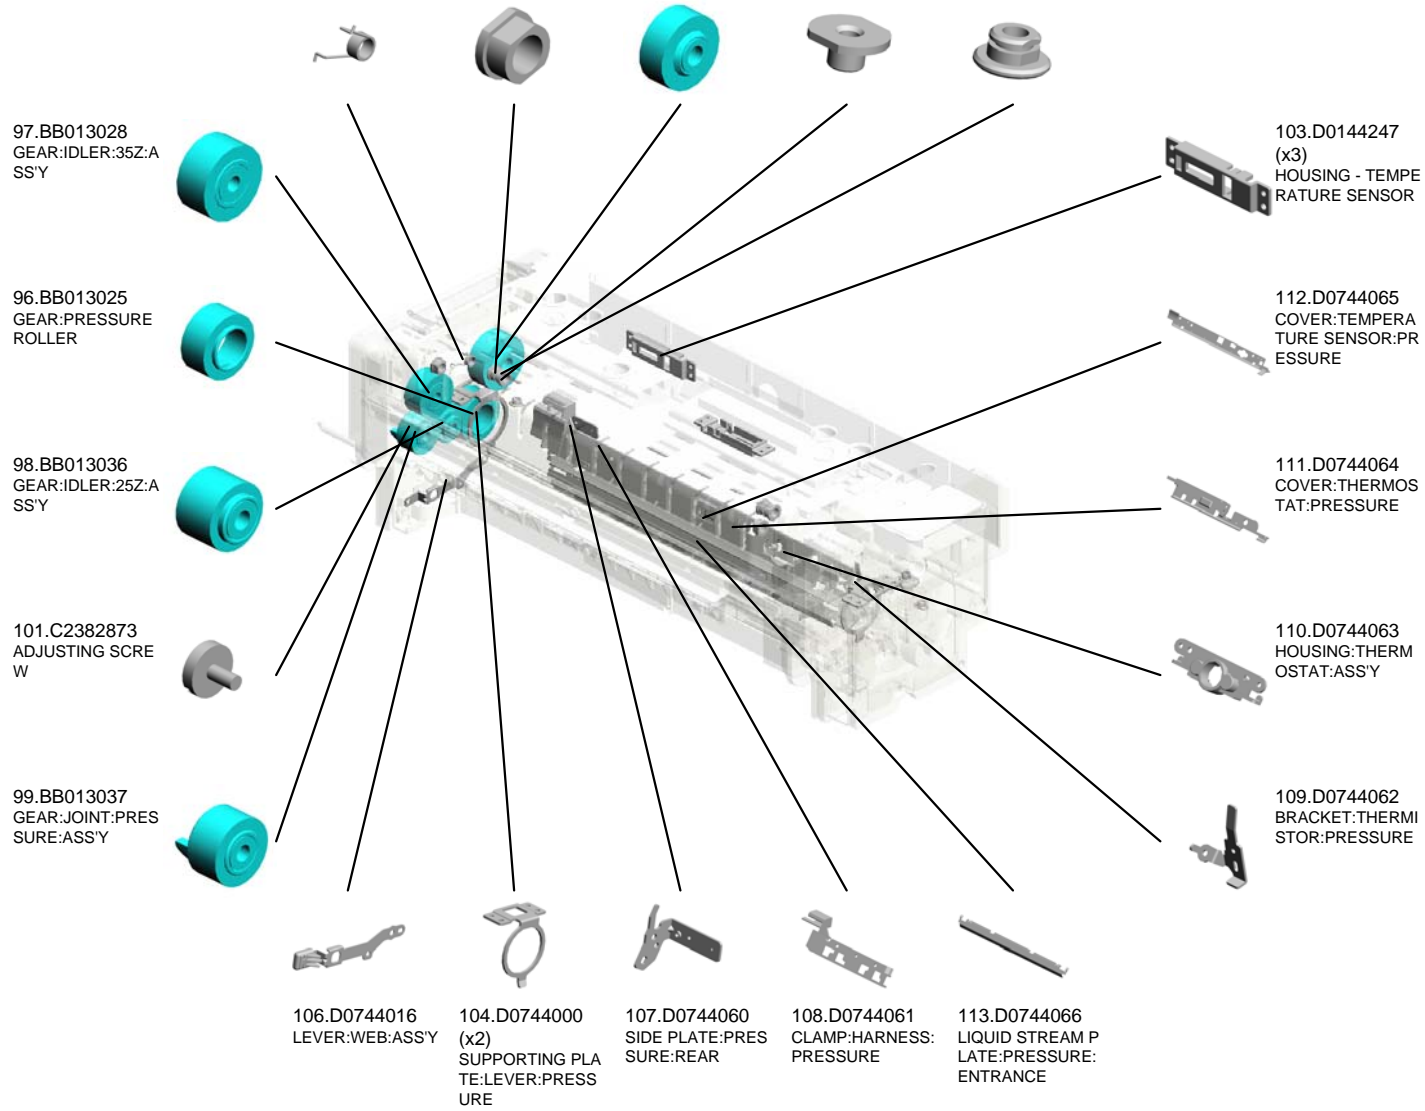 97.BB013028
GEAR:IDLER:35Z:A
SS'Y
96.BB013025
GEAR:PRESSURE
ROLLER
98.BB013036
GEAR:IDLER:25Z:A
SS'Y
101.C2382873
ADJUSTING SCRE
W
99.BB013037
GEAR:JOINT:PRES
SURE:ASS'Y
103.D0144247
(x3)
HOUSING - TEMPE
RATURE SENSOR
112.D0744065
COVER:TEMPERA
TURE SENSOR:PR
ESSURE
111.D0744064
COVER:THERMOS
TAT:PRESSURE
110.D0744063
HOUSING:THERM
OSTAT:ASS'Y
109.D0744062
BRACKET:THERMI
STOR:PRESSURE
106.D0744016
LEVER:WEB:ASS'Y
104.D0744000
(x2)
SUPPORTING PLA
TE:LEVER:PRESS
URE
107.D0744060
SIDE PLATE:PRES
SURE:REAR
108.D0744061
CLAMP:HARNESS:
PRESSURE
113.D0744066
LIQUID STREAM P
LATE:PRESSURE:
ENTRANCE